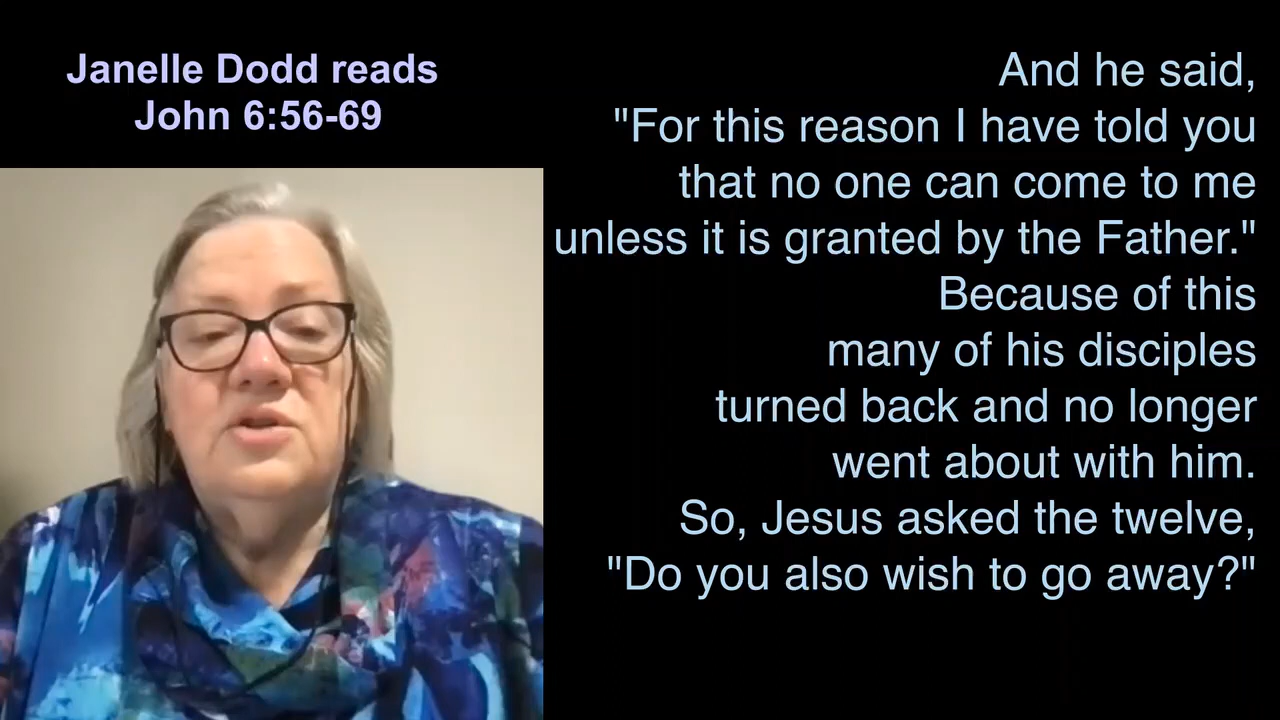 Janelle Dodd reads
John 6:56-69
And he said,
"For this reason I have told you
that no one can come to me
unless it is granted by the Father."
Because of this
many of his disciples
turned back and no longer
went about with him.
So, Jesus asked the twelve,
"Do you also wish to go away?"